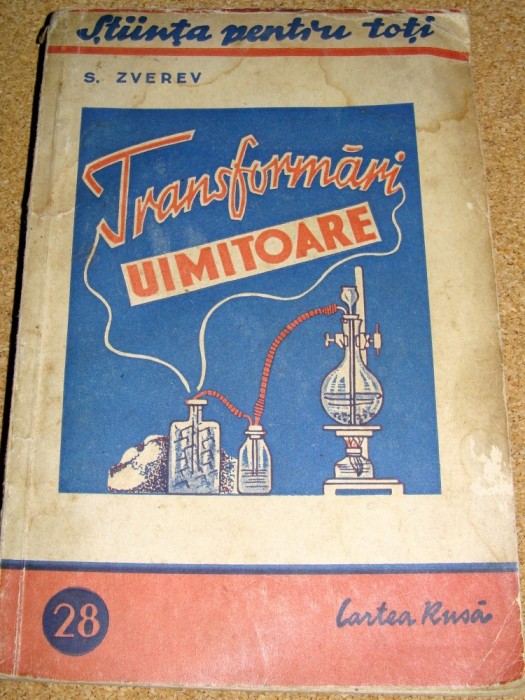 Știința pentru toți
S. ZVEREV
Transformări
UIMITOARE
28
Cartea Rusă